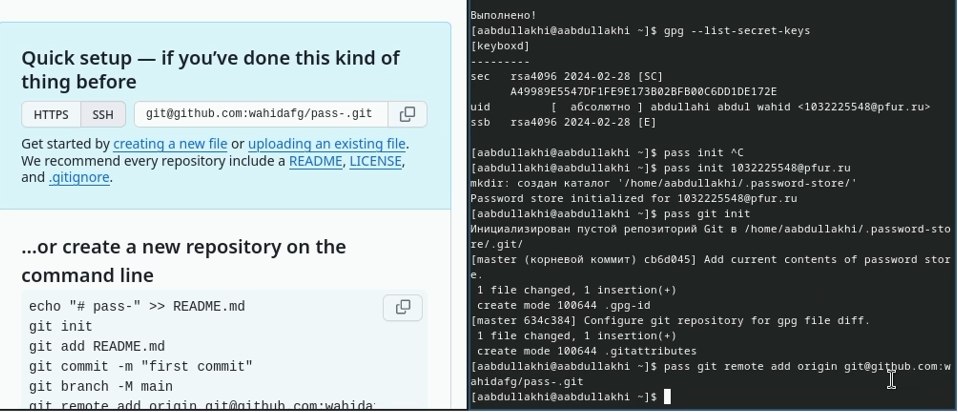 Quick setup — if you've done this kind of
thing before
HTTPS SSH git@github.com:wahidafg/pass-.git
Get started by creating a new file or uploading an existing file.
We recommend every repository include a README, LICENSE,
and .gitignore.
...or create a new repository on the
command line
echo "# pass-" >> README.md
git init
git add README.md
git commit -m "first commit"
git branch -M main
git remote add origin git@github.com:wahida
Выполнено!
[aabdullakhi@aabdullakhi ~]$ gpg --list-secret-keys
[keyboxd]
---------
sec   rsa4096 2024-02-28 [SC]
      A49989E5547DF1FE9E173B02BFB00C6DD1DE172E
uid         [  абсолютно ] abdullahi abdul wahid <1032225548@pfur.ru>
ssb   rsa4096 2024-02-28 [E]
[aabdullakhi@aabdullakhi ~]$ pass init ^C
[aabdullakhi@aabdullakhi ~]$ pass init 1032225548@pfur.ru
mkdir: создан каталог '/home/aabdullakhi/.password-store/'
Password store initialized for 1032225548@pfur.ru
[aabdullakhi@aabdullakhi ~]$ pass git init
Инициализирован пустой репозиторий Git в /home/aabdullakhi/.password-sto
re/.git/
[master (корневой коммит) cb6d045] Add current contents of password stor
e.
 1 file changed, 1 insertion(+)
 create mode 100644 .gpg-id
[master 634c384] Configure git repository for gpg file diff.
 1 file changed, 1 insertion(+)
 create mode 100644 .gitattributes
[aabdullakhi@aabdullakhi ~]$ pass git remote add origin git@github.com:w
ahidafg/pass-.git
[aabdullakhi@aabdullakhi ~]$